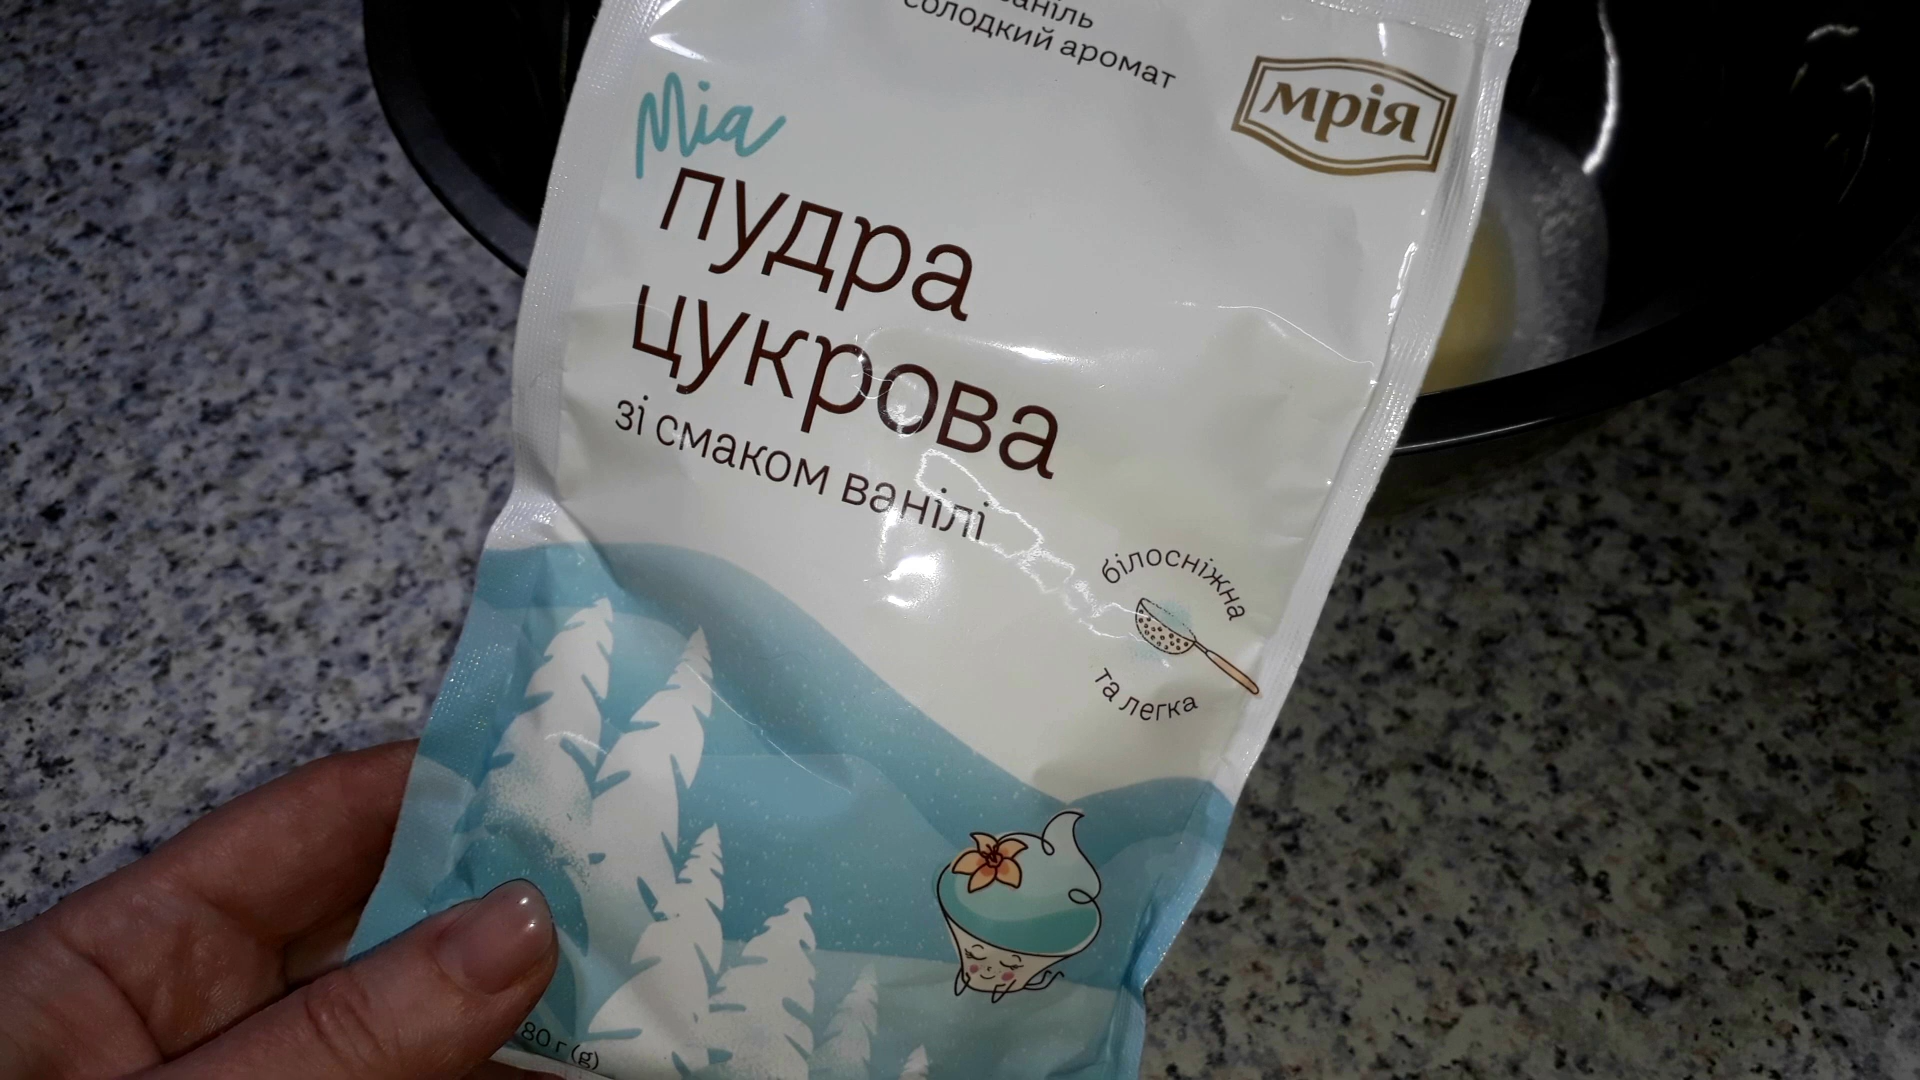 ваніль
солодкий аромат
мрія
Mia
пудра
цукрова
зі смаком ванілі
білосніжна
та легка
80 г (g)